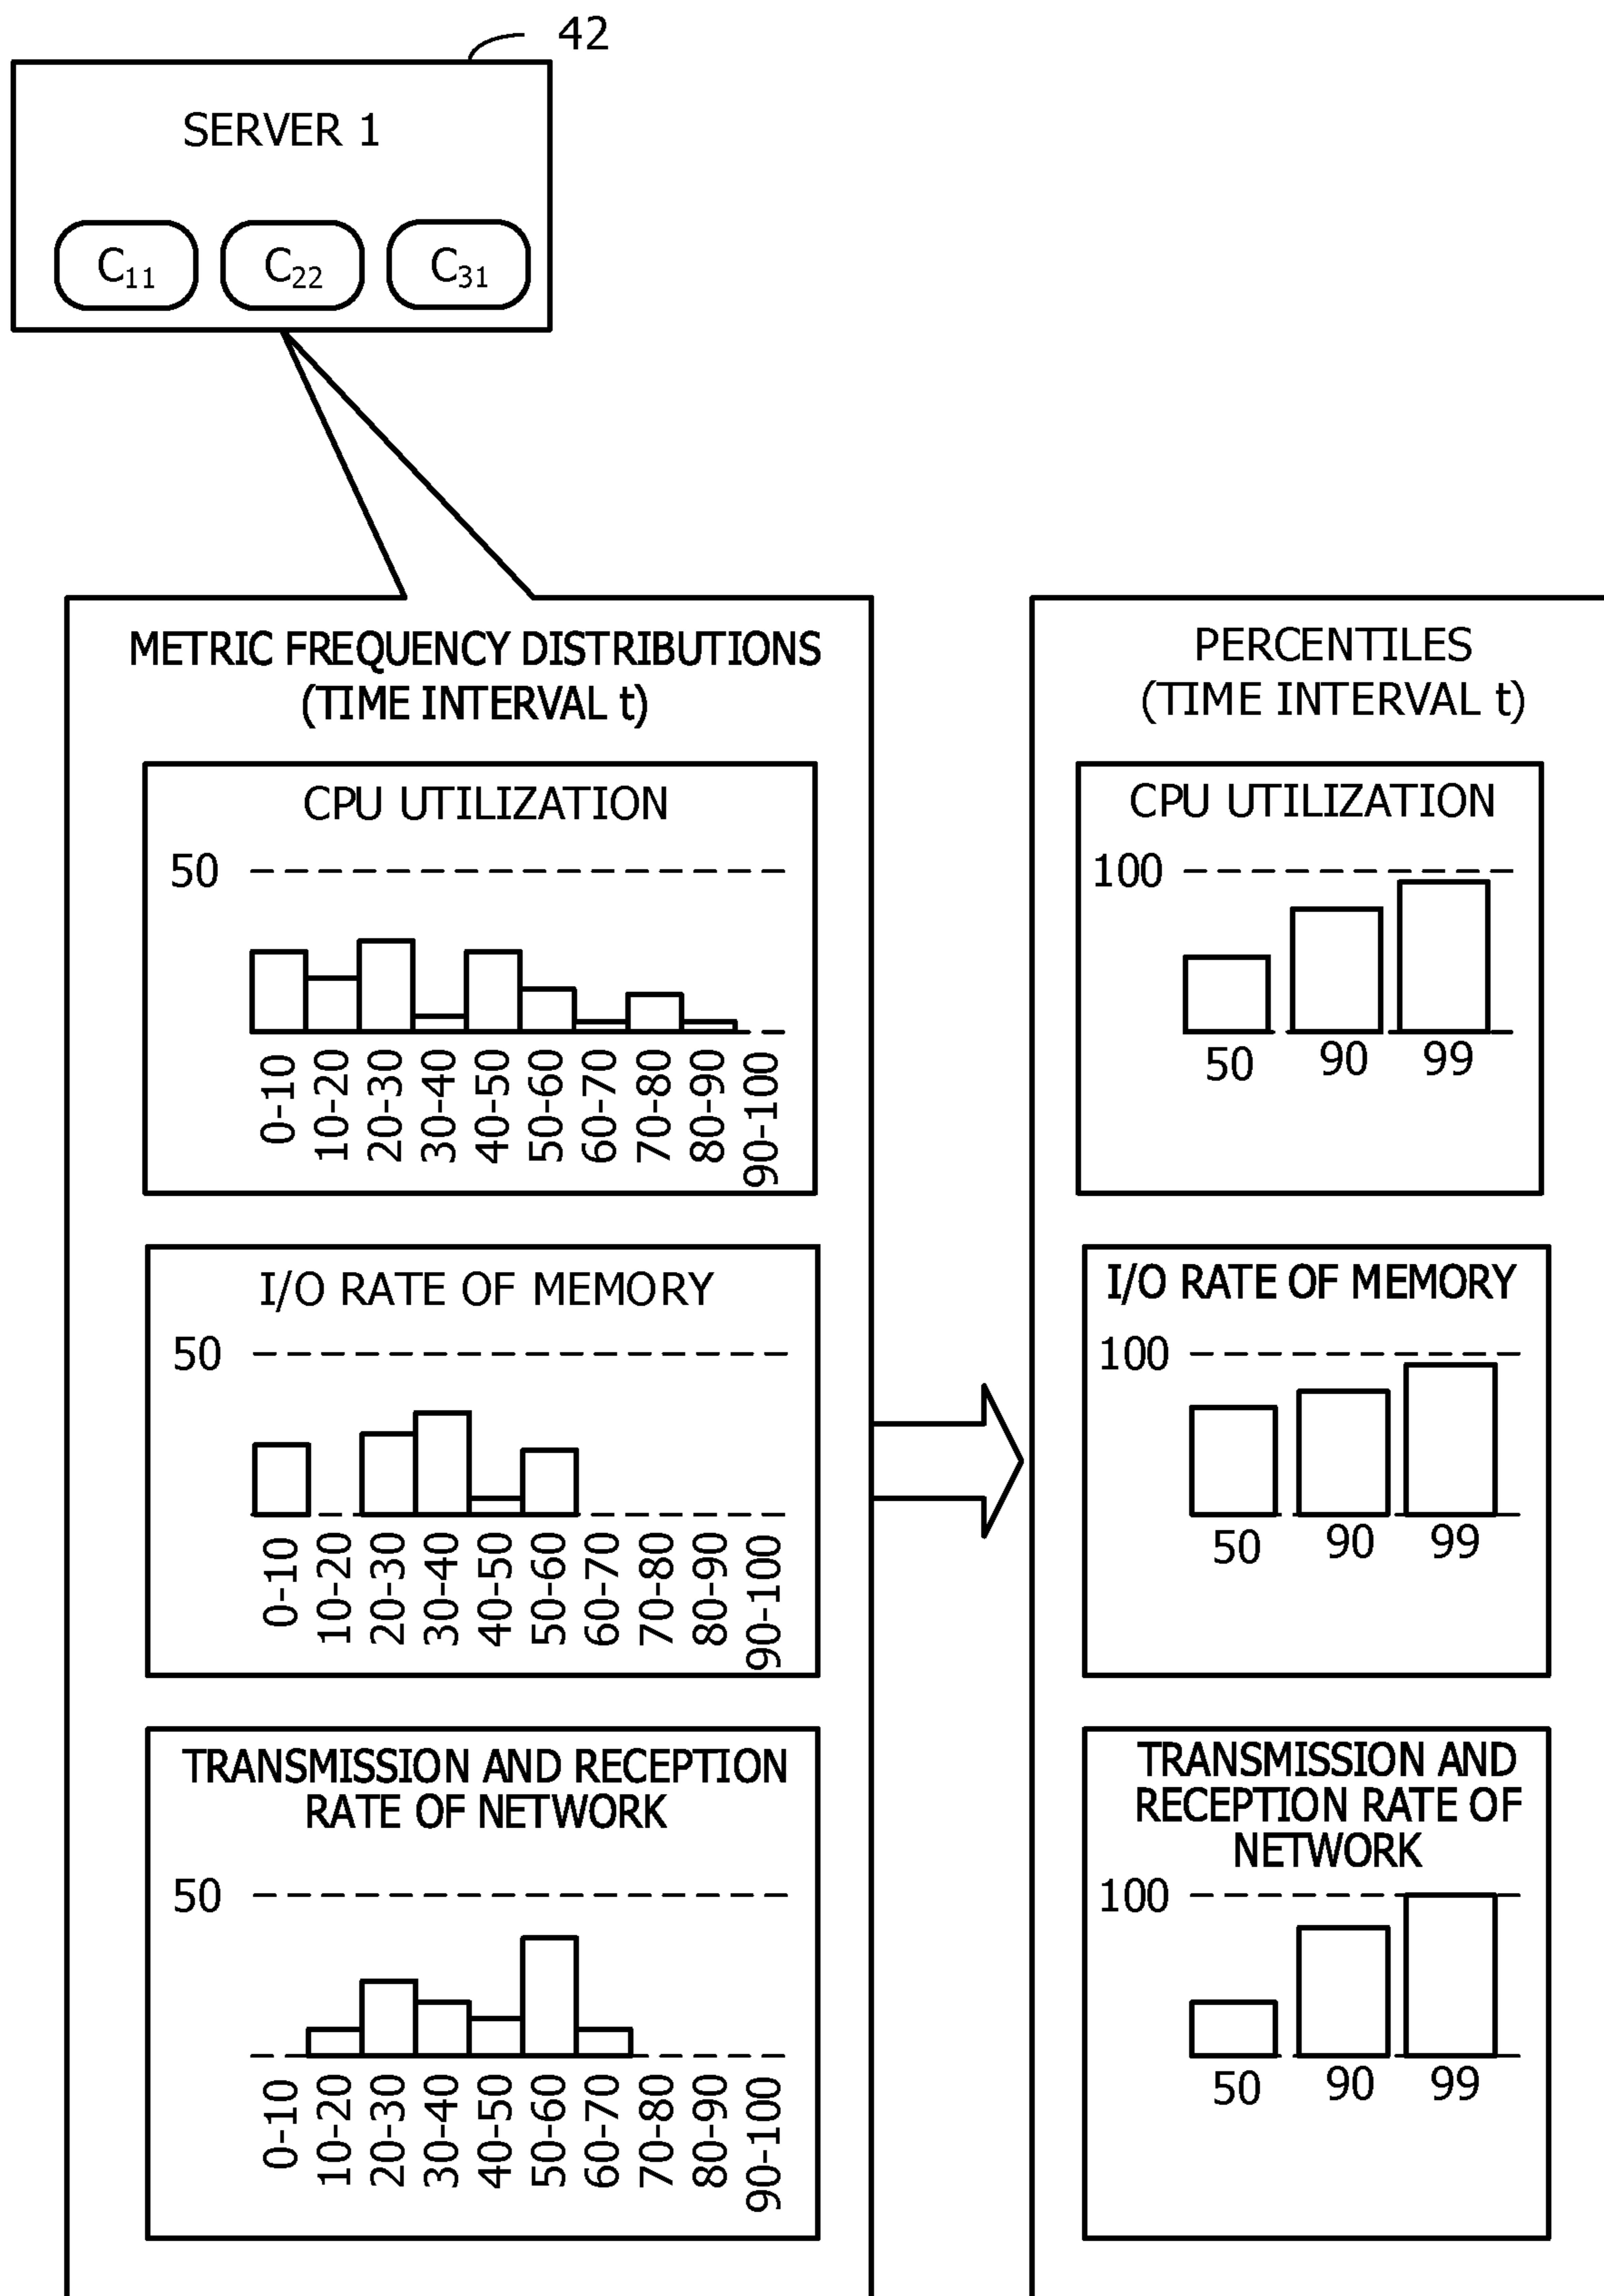 42
SERVER 1
C11 C22 C31
METRIC FREQUENCY DISTRIBUTIONS
(TIME INTERVAL t)
CPU UTILIZATION
50
0-10 10-20 20-30 30-40 40-50 50-60 60-70 70-80 80-90 90-100
I/O RATE OF MEMORY
50
0-10 10-20 20-30 30-40 40-50 50-60 60-70 70-80 80-90 90-100
TRANSMISSION AND RECEPTION
RATE OF NETWORK
50
0-10 10-20 20-30 30-40 40-50 50-60 60-70 70-80 80-90 90-100
PERCENTILES
(TIME INTERVAL t)
CPU UTILIZATION
100
50 90 99
I/O RATE OF MEMORY
100
50 90 99
TRANSMISSION AND
RECEPTION RATE OF
NETWORK
100
50 90 99